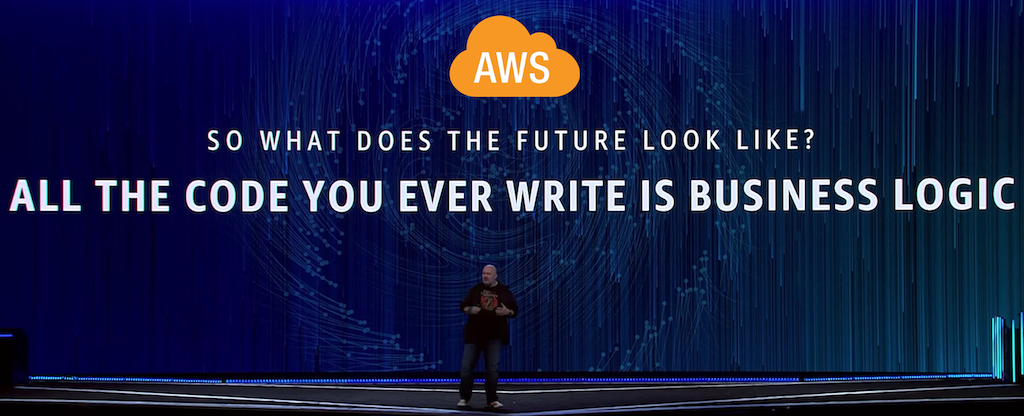 AWS
SO WHAT DOES THE FUTURE LOOK LIKE?
ALL THE CODE YOU EVER WRITE IS BUSINESS LOGIC